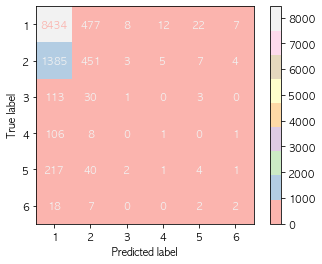 1 8434 477 8 12 22 7
2 1385 451 3 5 7 4
3 113 30 1 0 3 0
4 106 8 0 1 0 1
5 217 40 2 1 4 1
6 18 7 0 0 2 2
1 2 3 4 5 6
Predicted label
True label
8000
7000
6000
5000
4000
3000
2000
1000
0